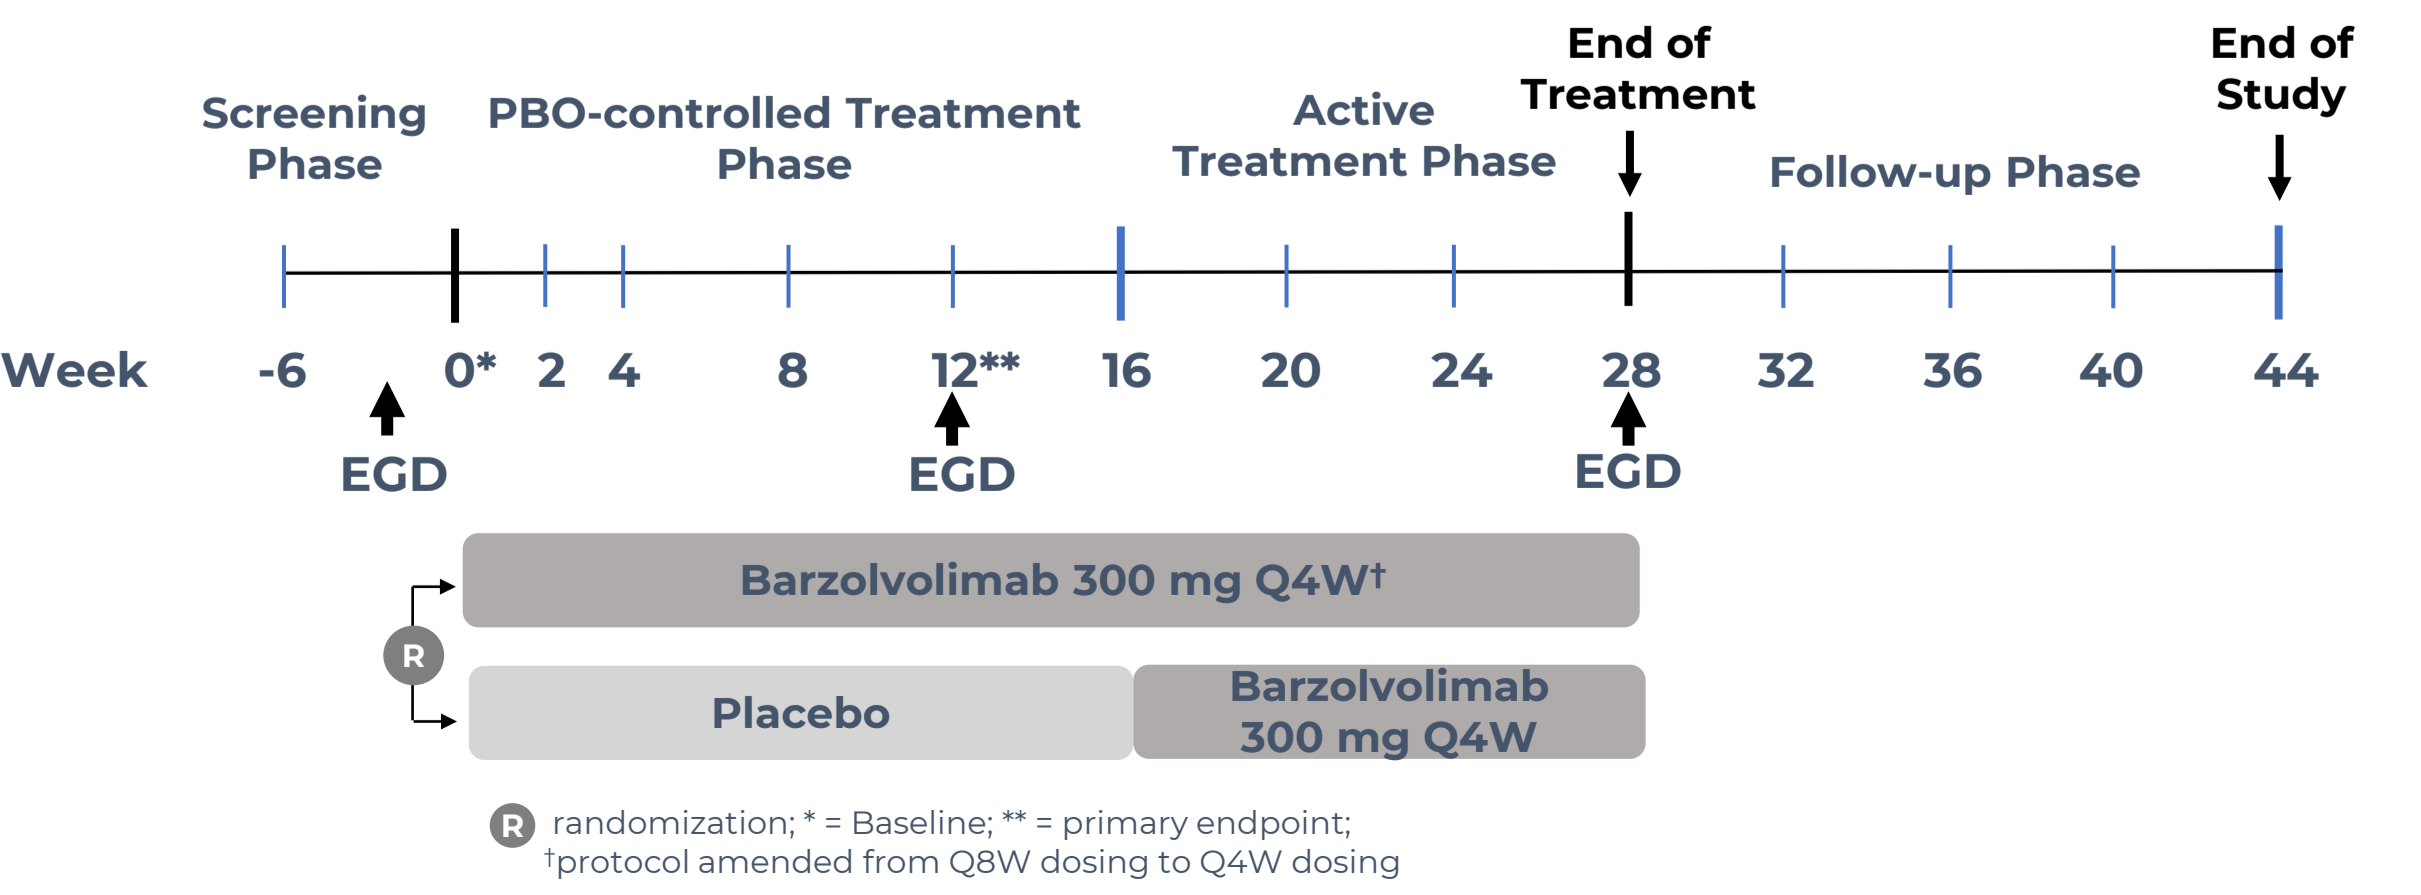 End of
Treatment
End of
Study
Screening
Phase
PBO-controlled Treatment
Phase
Active
Treatment Phase
Follow-up Phase
Week -6 0* 2 4 8 12** 16 20 24 28 32 36 40 44
EGD EGD EGD
Barzolvolimab 300 mg Q4W†
R
Placebo
Barzolvolimab
300 mg Q4W
R randomization; * = Baseline; ** = primary endpoint;
†protocol amended from Q8W dosing to Q4W dosing